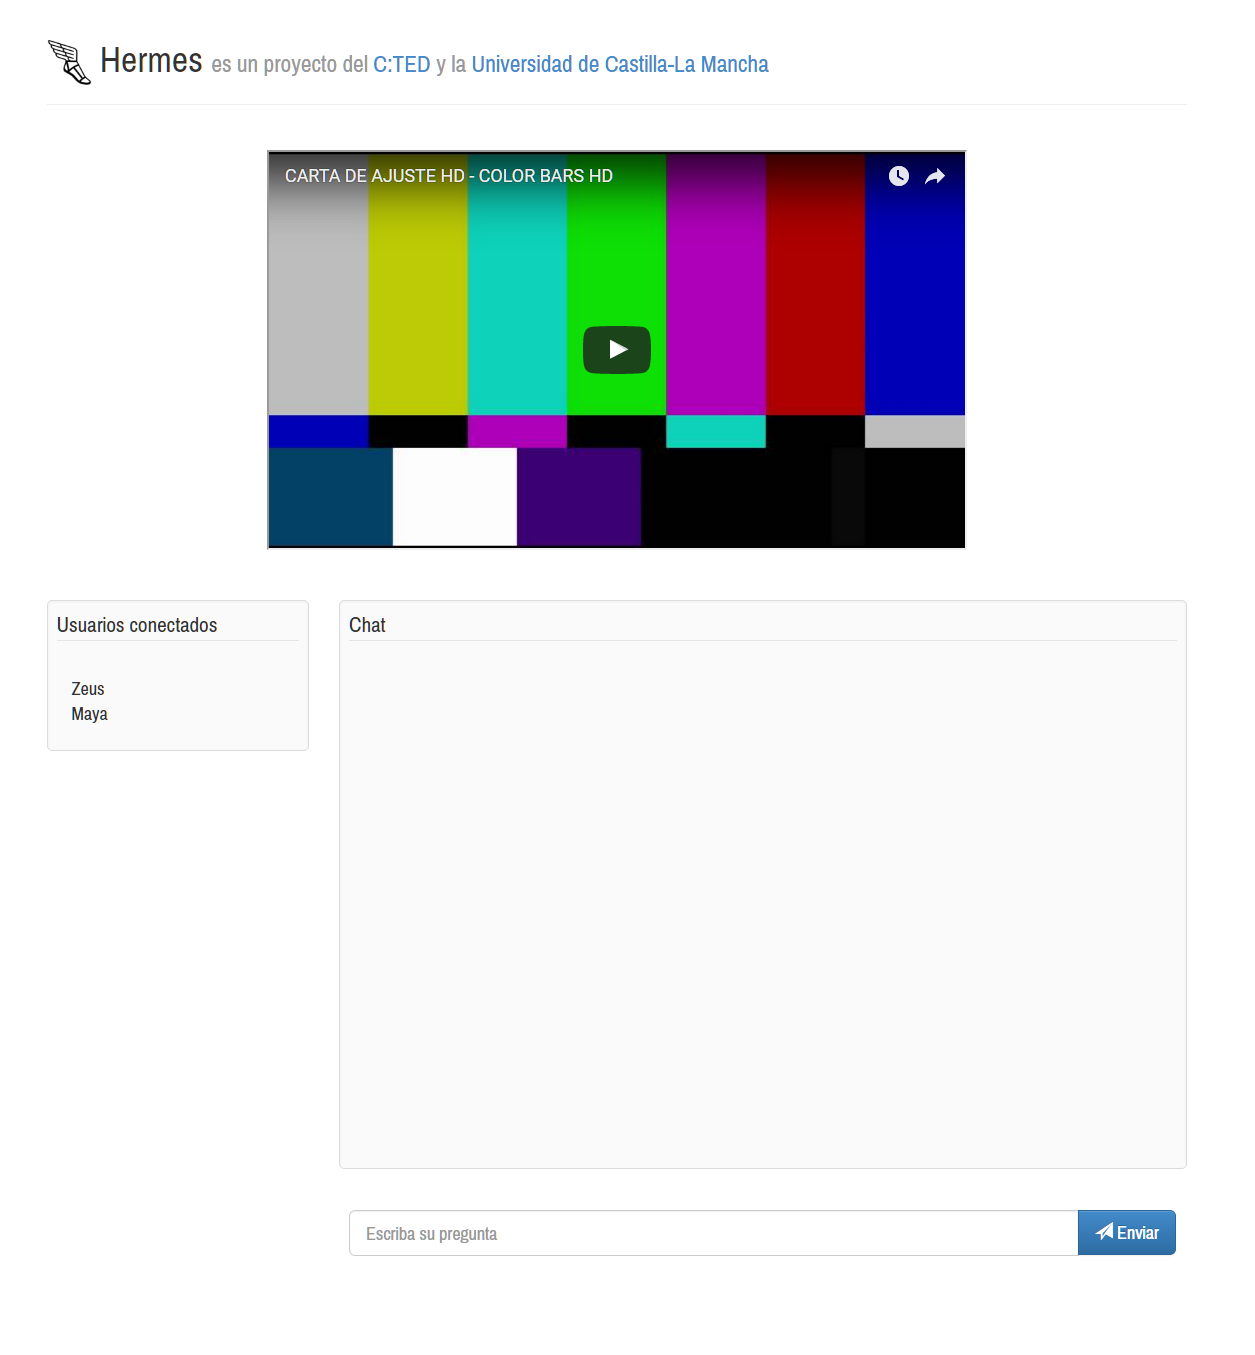 Hermes es un proyecto del C:TED y la Universidad de Castilla-La Mancha
CARTA DE AJUSTE HD - COLOR BARS HD
Usuarios conectados
Zeus
Maya
Chat
Escriba su pregunta
Enviar